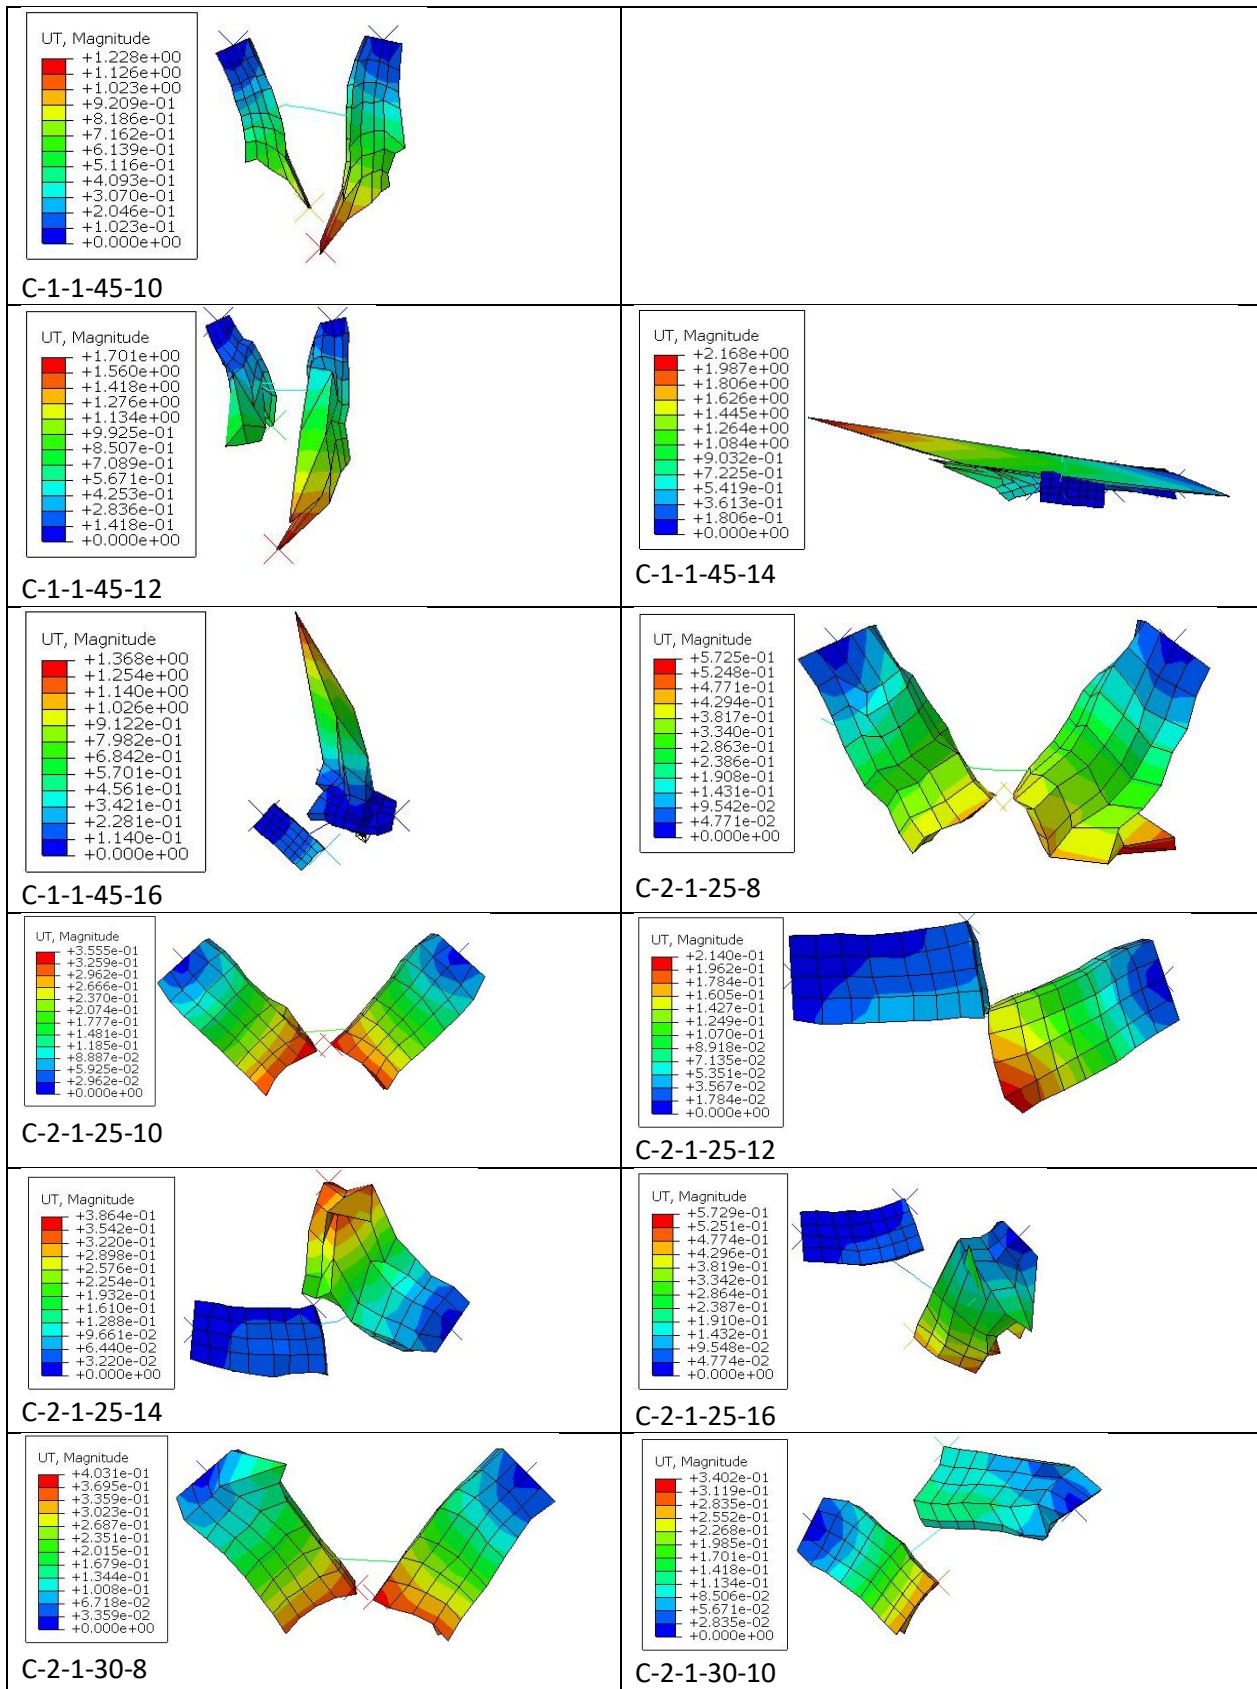 UT, Magnitude
+1.228e+00
+1.126e+00
+1.023e+00
+9.209e-01
+8.186e-01
+7.162e-01
+6.139e-01
+5.116e-01
+4.093e-01
+3.070e-01
+2.046e-01
+1.023e-01
+0.000e+00
C-1-1-45-10
UT, Magnitude
+1.701e+00
+1.560e+00
+1.418e+00
+1.276e+00
+1.134e+00
+9.925e-01
+8.507e-01
+7.089e-01
+5.671e-01
+4.253e-01
+2.836e-01
+1.418e-01
+0.000e+00
C-1-1-45-12
UT, Magnitude
+2.168e+00
+1.987e+00
+1.806e+00
+1.626e+00
+1.445e+00
+1.264e+00
+1.084e+00
+9.032e-01
+7.225e-01
+5.419e-01
+3.613e-01
+1.806e-01
+0.000e+00
C-1-1-45-14
UT, Magnitude
+1.368e+00
+1.254e+00
+1.140e+00
+1.026e+00
+9.122e-01
+7.982e-01
+6.842e-01
+5.701e-01
+4.561e-01
+3.421e-01
+2.281e-01
+1.140e-01
+0.000e+00
C-1-1-45-16
UT, Magnitude
+5.725e-01
+5.248e-01
+4.771e-01
+4.294e-01
+3.817e-01
+3.340e-01
+2.863e-01
+2.386e-01
+1.908e-01
+1.431e-01
+9.542e-02
+4.771e-02
+0.000e+00
C-2-1-25-8
UT, Magnitude
+3.555e-01
+3.259e-01
+2.962e-01
+2.666e-01
+2.370e-01
+2.074e-01
+1.777e-01
+1.481e-01
+1.185e-01
+8.887e-02
+5.925e-02
+2.962e-02
+0.000e+00
C-2-1-25-10
UT, Magnitude
+2.140e-01
+1.962e-01
+1.784e-01
+1.605e-01
+1.427e-01
+1.249e-01
+1.070e-01
+8.918e-02
+7.135e-02
+5.351e-02
+3.567e-02
+1.784e-02
+0.000e+00
C-2-1-25-12
UT, Magnitude
+3.864e-01
+3.542e-01
+3.220e-01
+2.898e-01
+2.576e-01
+2.254e-01
+1.932e-01
+1.610e-01
+1.288e-01
+9.661e-02
+6.440e-02
+3.220e-02
+0.000e+00
C-2-1-25-14
UT, Magnitude
+5.729e-01
+5.251e-01
+4.774e-01
+4.296e-01
+3.819e-01
+3.342e-01
+2.864e-01
+2.387e-01
+1.910e-01
+1.432e-01
+9.548e-02
+4.774e-02
+0.000e+00
C-2-1-25-16
UT, Magnitude
+4.031e-01
+3.695e-01
+3.359e-01
+3.023e-01
+2.687e-01
+2.351e-01
+2.015e-01
+1.679e-01
+1.344e-01
+1.008e-01
+6.718e-02
+3.359e-02
+0.000e+00
C-2-1-30-8
UT, Magnitude
+3.402e-01
+3.119e-01
+2.835e-01
+2.552e-01
+2.268e-01
+1.985e-01
+1.701e-01
+1.418e-01
+1.134e-01
+8.506e-02
+5.671e-02
+2.835e-02
+0.000e+00
C-2-1-30-10